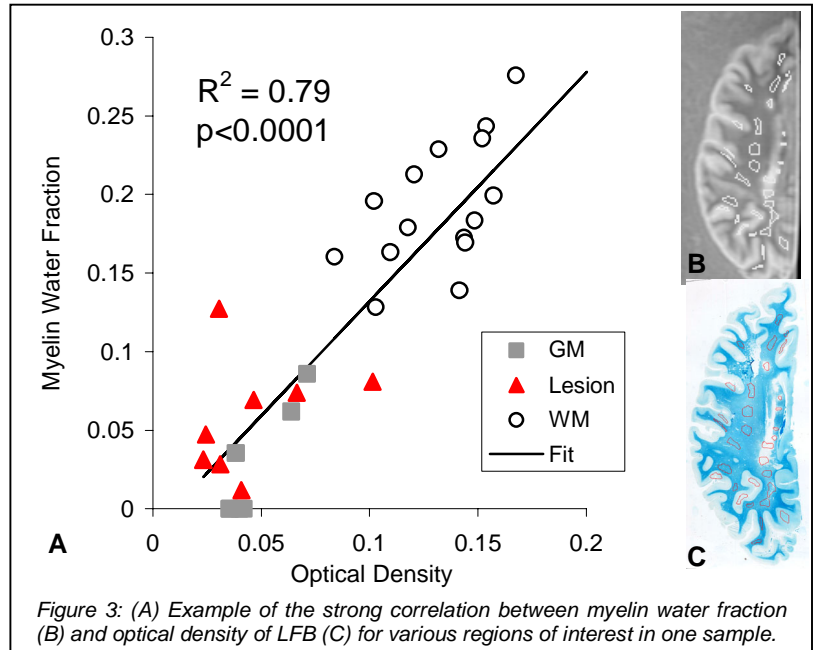 0.3
0.25
0.2
0.15
0.1
0.05
0
Myelin Water Fraction
R² = 0.79
p<0.0001
GM
Lesion
WM
Fit
0
0.05
0.1
0.15
0.2
Optical Density
A
B
C
Figure 3: (A) Example of the strong correlation between myelin water fraction
(B) and optical density of LFB (C) for various regions of interest in one sample.